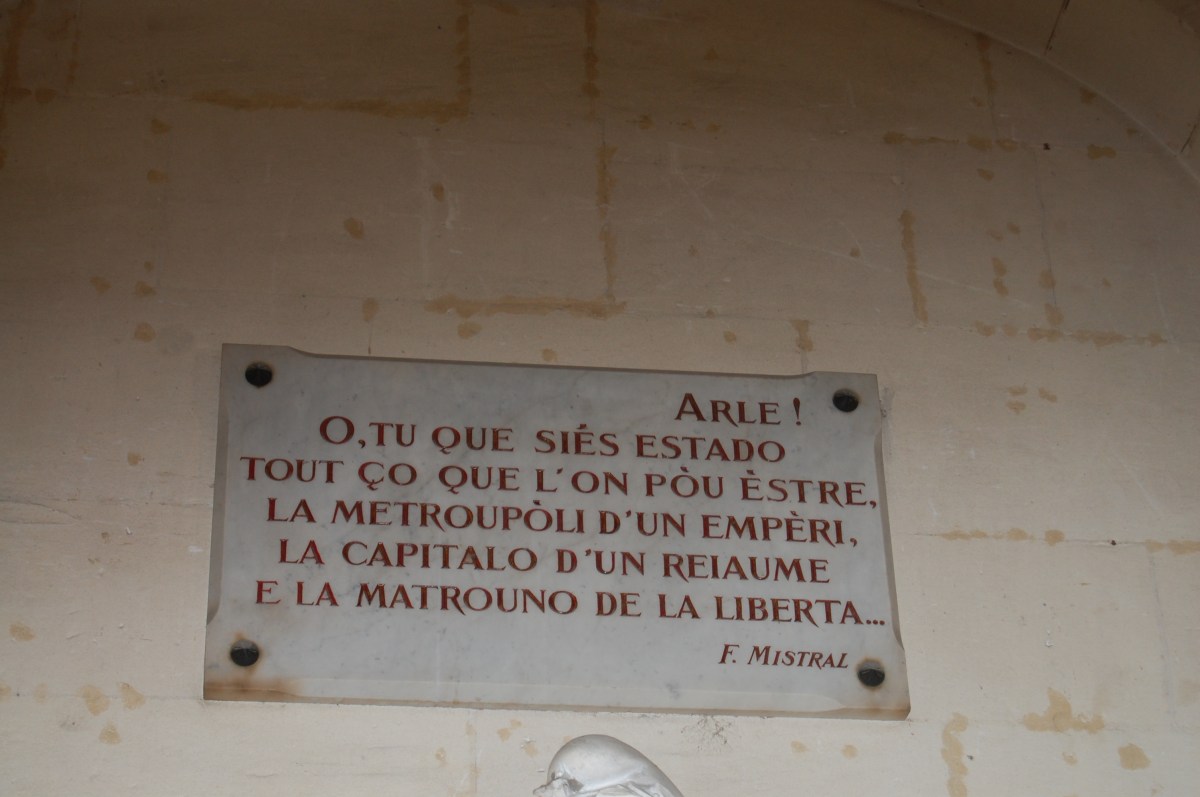 ARLE !
O, TU QUE SIÉS ESTADO
TOUT ÇO QUE L'ON PÒU ÈSTRE,
LA METROUPÒLI D'UN EMPÈRI,
LA CAPITALO D'UN REIAUME
E LA MATROUNO DE LA LIBERTA...
F. MISTRAL